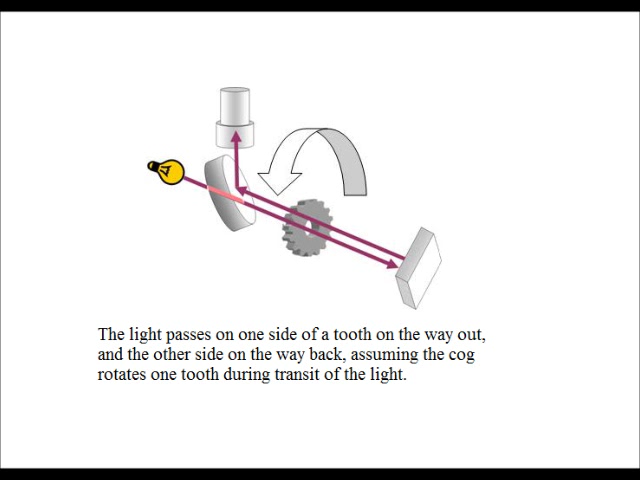 The light passes on one side of a tooth on the way out,
and the other side on the way back, assuming the cog
rotates one tooth during transit of the light.